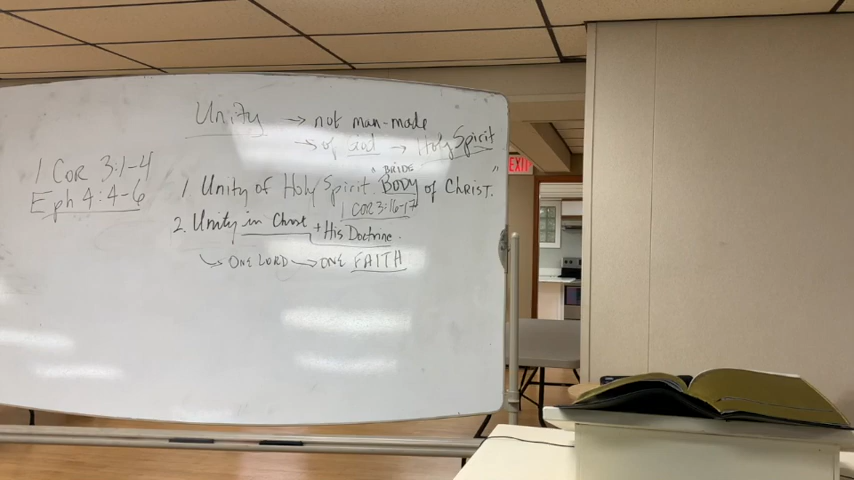 Unity → not man-made
→ of God → Holy Spirit
1 COR 3:1-4
Eph 4:4-6
"BRIDE
1. Unity of Holy Spirit. BODY of CHRIST."
1 COR 3:16-17
2. Unity in Christ + His Doctrine.
↳ ONE LORD → ONE FAITH
EXIT